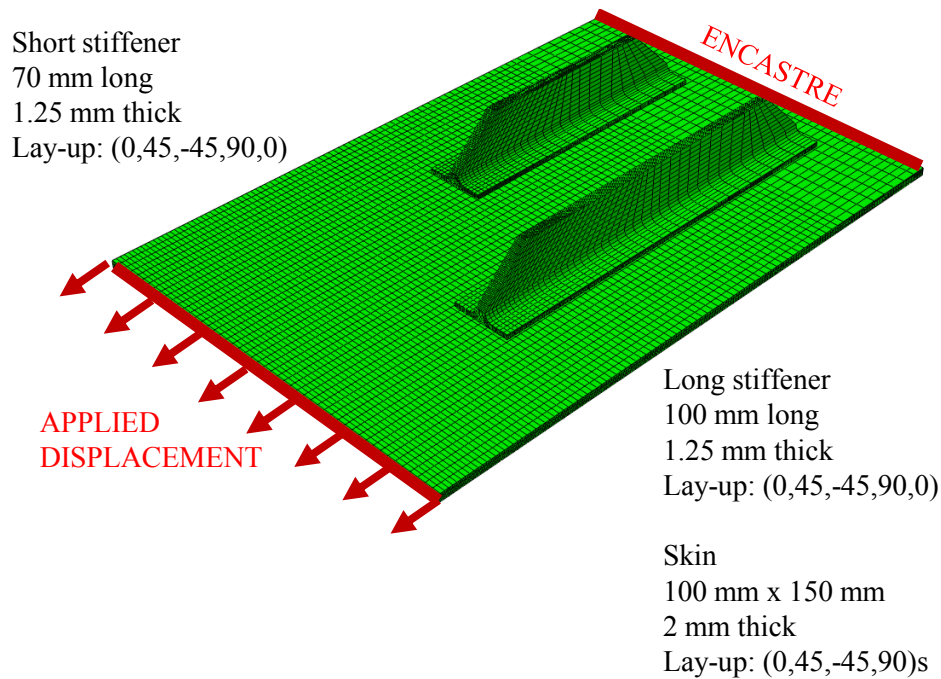 Short stiffener
70 mm long
1.25 mm thick
Lay-up: (0,45,-45,90,0)
ENCASTRE
APPLIED
DISPLACEMENT
Long stiffener
100 mm long
1.25 mm thick
Lay-up: (0,45,-45,90,0)
Skin
100 mm x 150 mm
2 mm thick
Lay-up: (0,45,-45,90)s